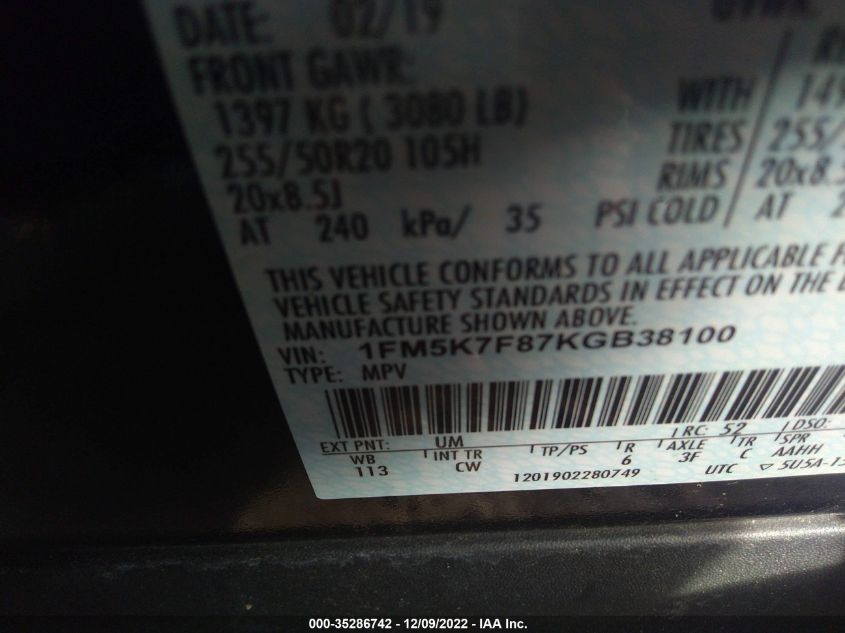 DATE: 02/19
FRONT GAWR:
1397 KG ( 3080 LB) WITH
255/50R20 105H TIRES 255/
20x8.5J RIMS 20x8.5
AT 240 kPa/ 35 PSI COLD AT
THIS VEHICLE CONFORMS TO ALL APPLICABLE
VEHICLE SAFETY STANDARDS IN EFFECT ON THE
MANUFACTURE SHOWN ABOVE.
VIN: 1FM5K7F87KGB38100
TYPE: MPV
EXT PNT: UM RC: 52 DSO:
WB INT TR TP/PS R AXLE TR SPR
113 CW 6 3F C AAHH
1201902280749 UTC ▽ 5U5A-
000-35286742 - 12/09/2022 - IAA Inc.